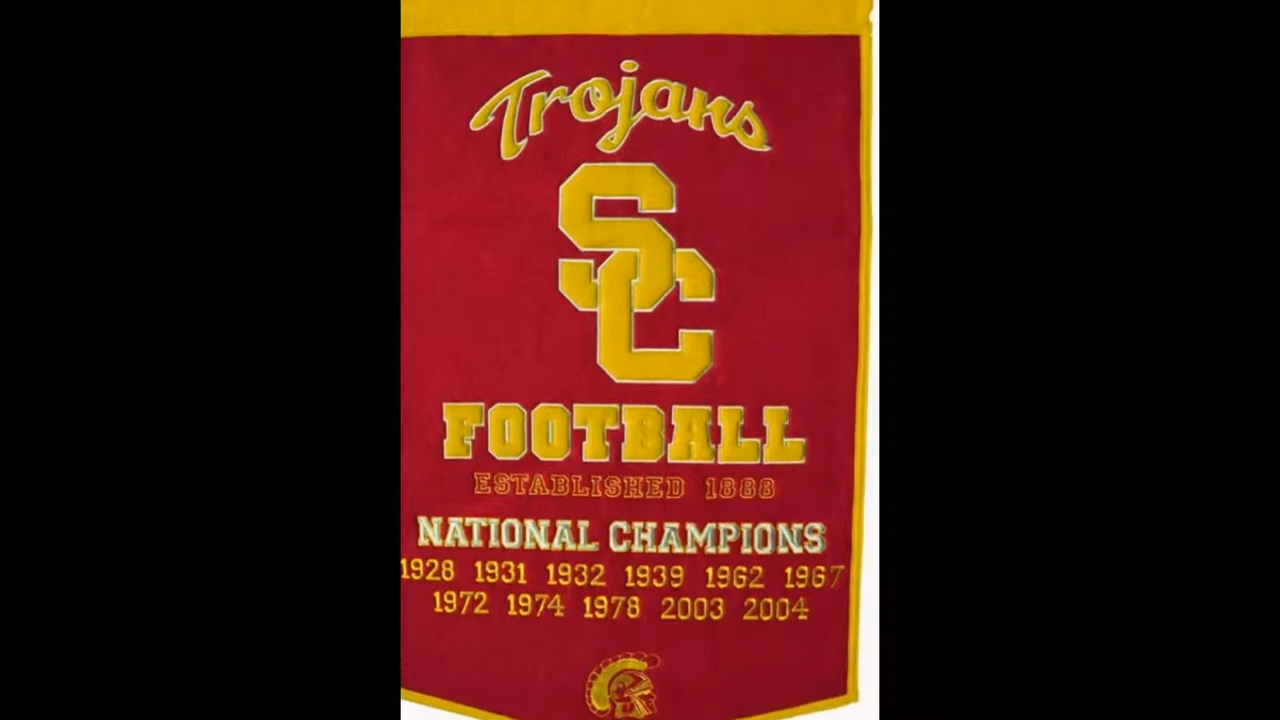 Trojans
SC
FOOTBALL
ESTABLISHED 1888
NATIONAL CHAMPIONS
1928 1931 1932 1939 1962 1967
1972 1974 1978 2003 2004